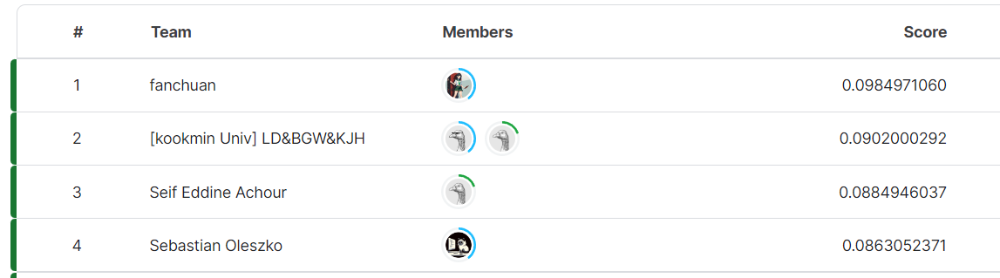 # Team Members Score
1 fanchuan 0.0984971060
2 [kookmin Univ] LD&BGW&KJH 0.0902000292
3 Seif Eddine Achour 0.0884946037
4 Sebastian Oleszko 0.0863052371